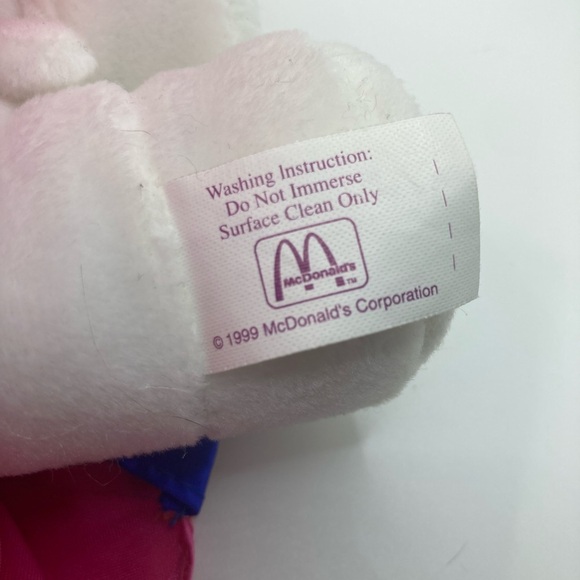 Washing Instruction:
Do Not Immerse
Surface Clean Only
McDonald's
TM
© 1999 McDonald's Corporation